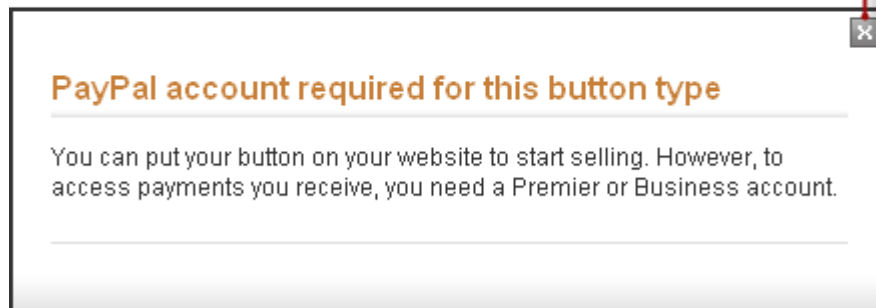 PayPal account required for this button type
You can put your button on your website to start selling. However, to
access payments you receive, you need a Premier or Business account.